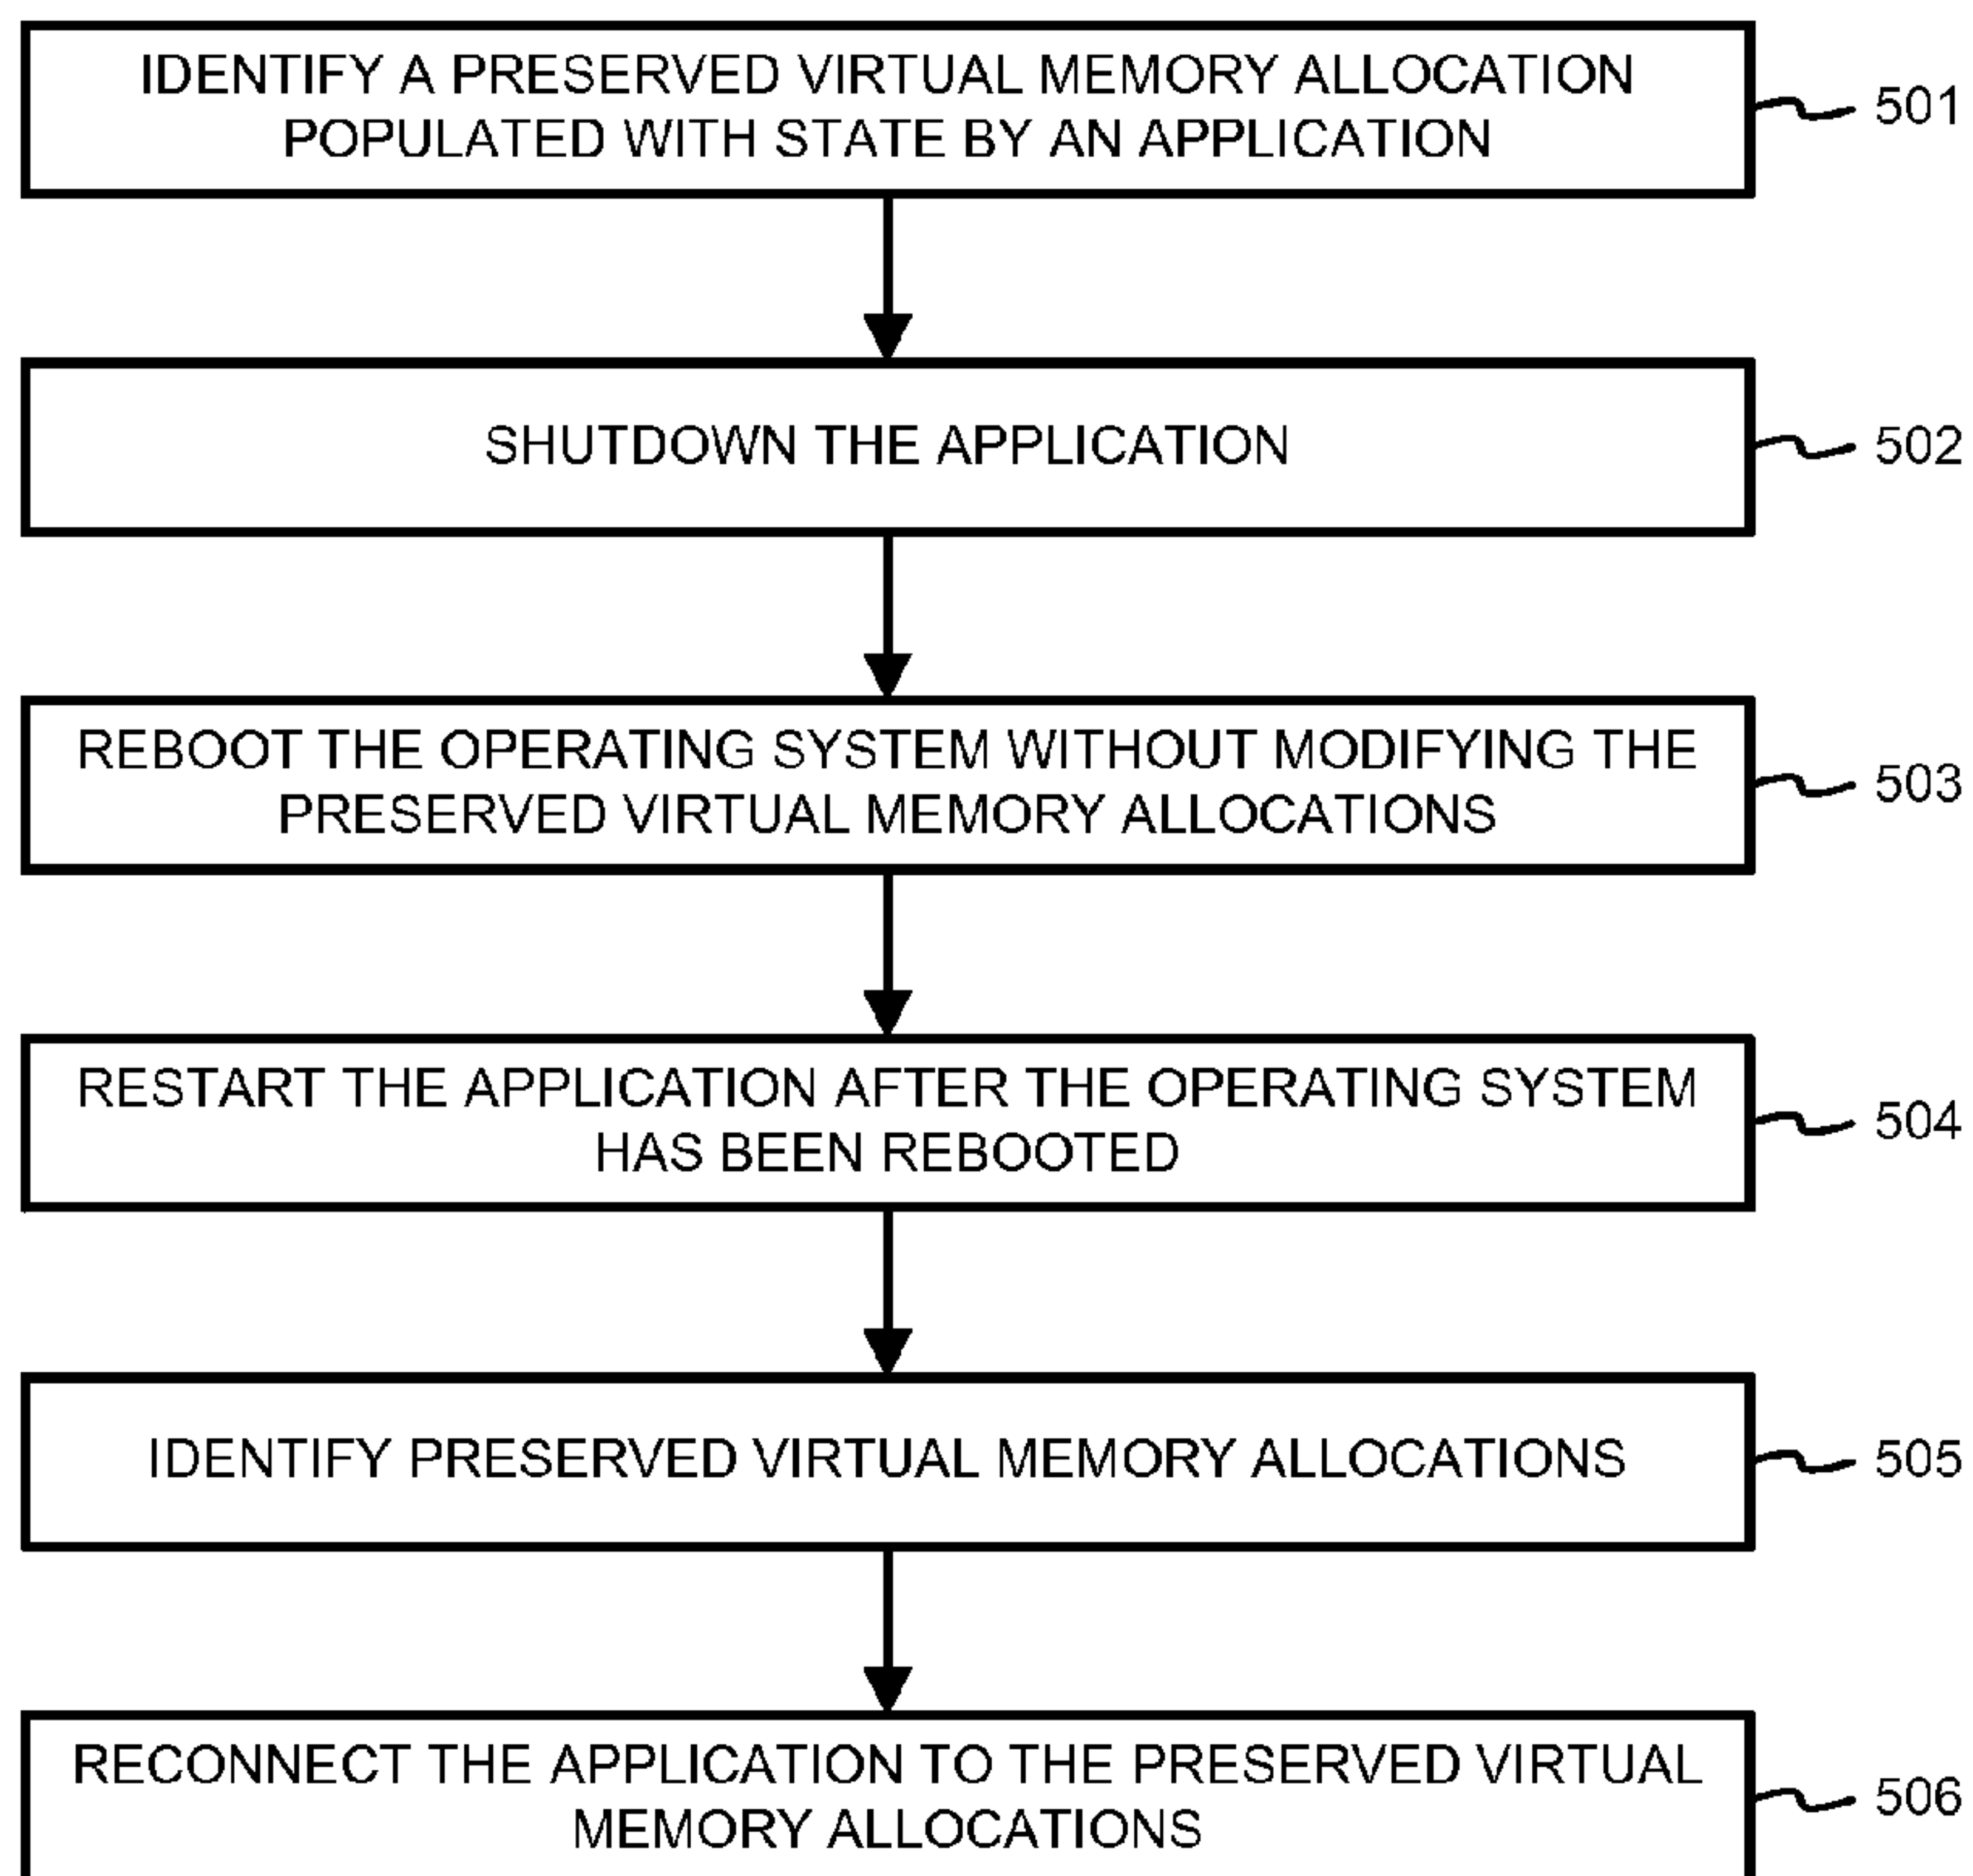 IDENTIFY A PRESERVED VIRTUAL MEMORY ALLOCATION
POPULATED WITH STATE BY AN APPLICATION
501
SHUTDOWN THE APPLICATION
502
REBOOT THE OPERATING SYSTEM WITHOUT MODIFYING THE
PRESERVED VIRTUAL MEMORY ALLOCATIONS
503
RESTART THE APPLICATION AFTER THE OPERATING SYSTEM
HAS BEEN REBOOTED
504
IDENTIFY PRESERVED VIRTUAL MEMORY ALLOCATIONS
505
RECONNECT THE APPLICATION TO THE PRESERVED VIRTUAL
MEMORY ALLOCATIONS
506